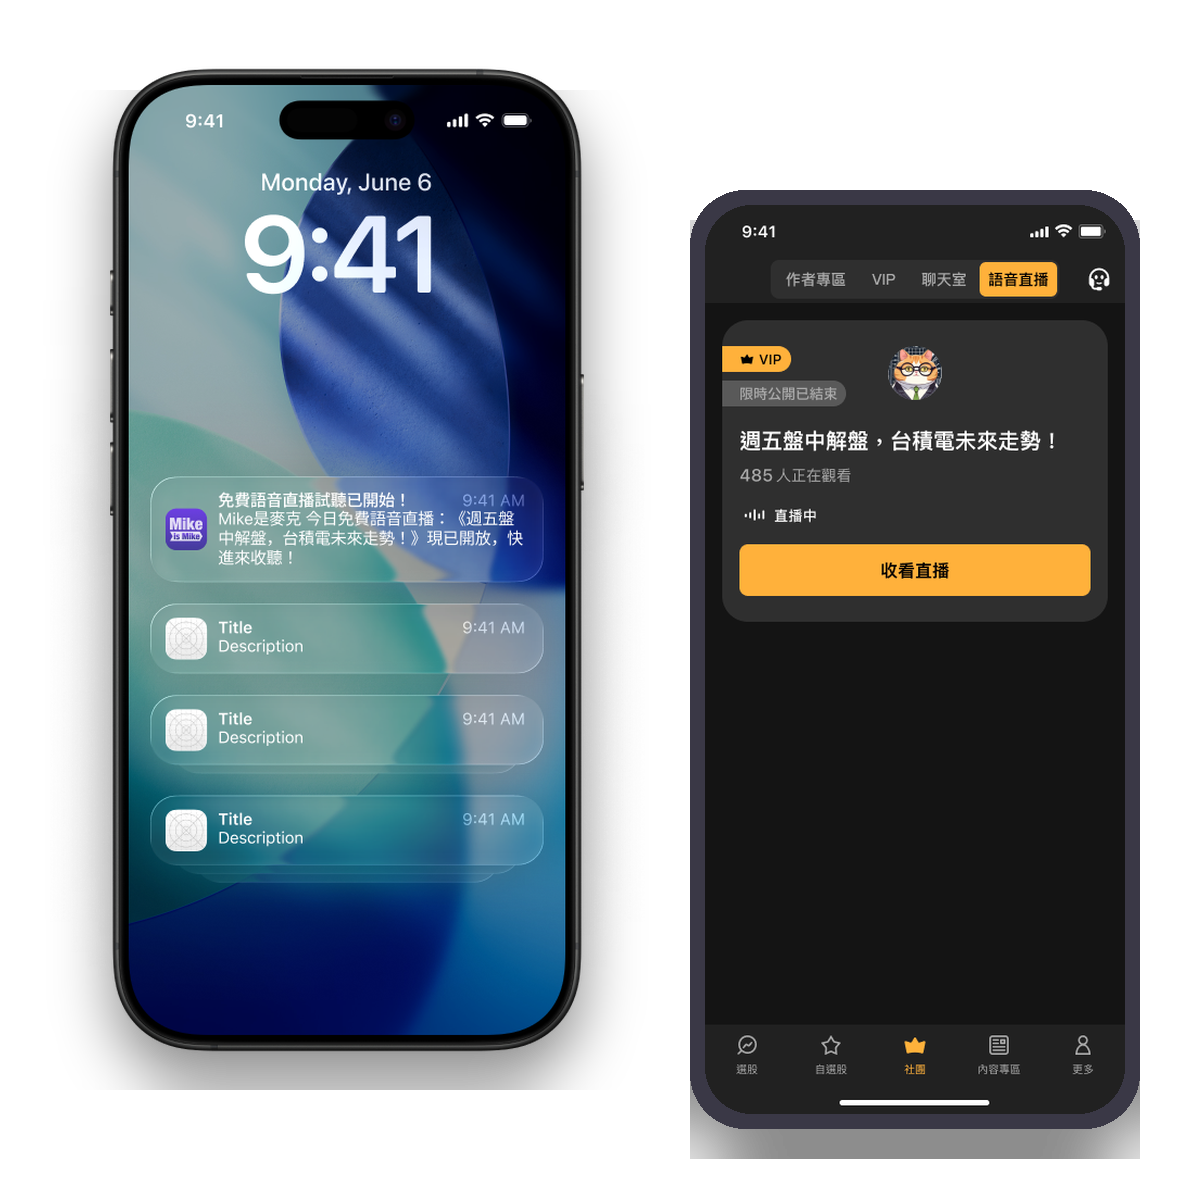 9:41
Monday, June 6
9:41
Mike
is Mike
免費語音直播試聽已開始！
9:41 AM
Mike是麥克 今日免費語音直播：《週五盤
中解盤，台積電未來走勢！》現已開放，快
進來收聽！
Title
9:41 AM
Description
Title
9:41 AM
Description
Title
9:41 AM
Description
9:41
作者專區
VIP
聊天室
語音直播
VIP
限時公開已結束
週五盤中解盤，台積電未來走勢！
485 人正在觀看
直播中
收看直播
選股
自選股
社團
內容專區
更多